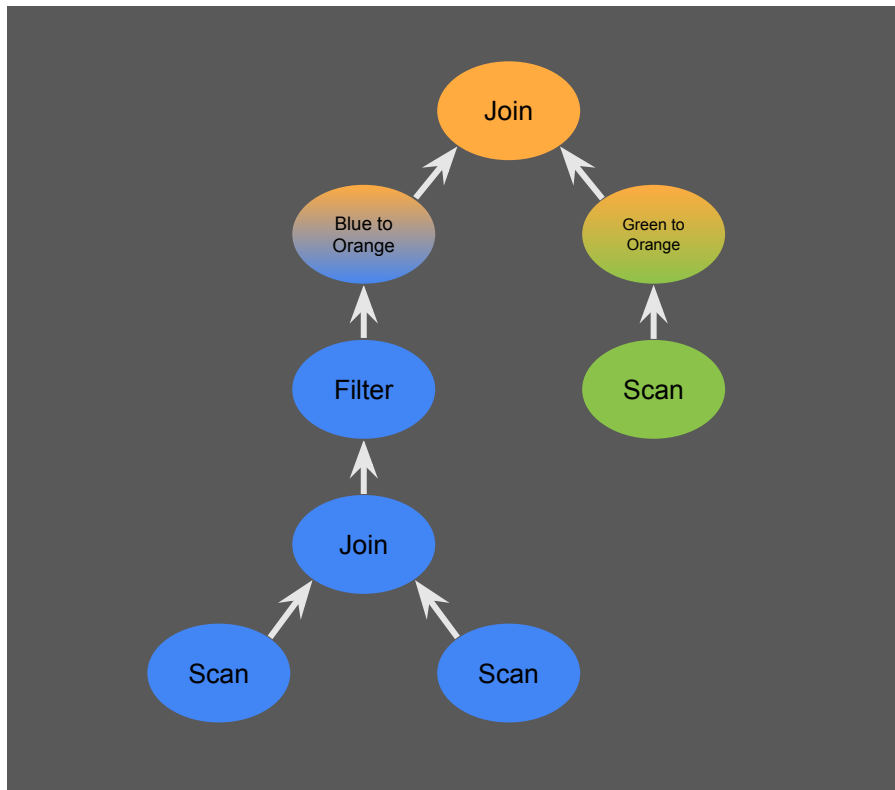 Join
Blue to
Orange
Green to
Orange
Filter
Scan
Join
Scan
Scan